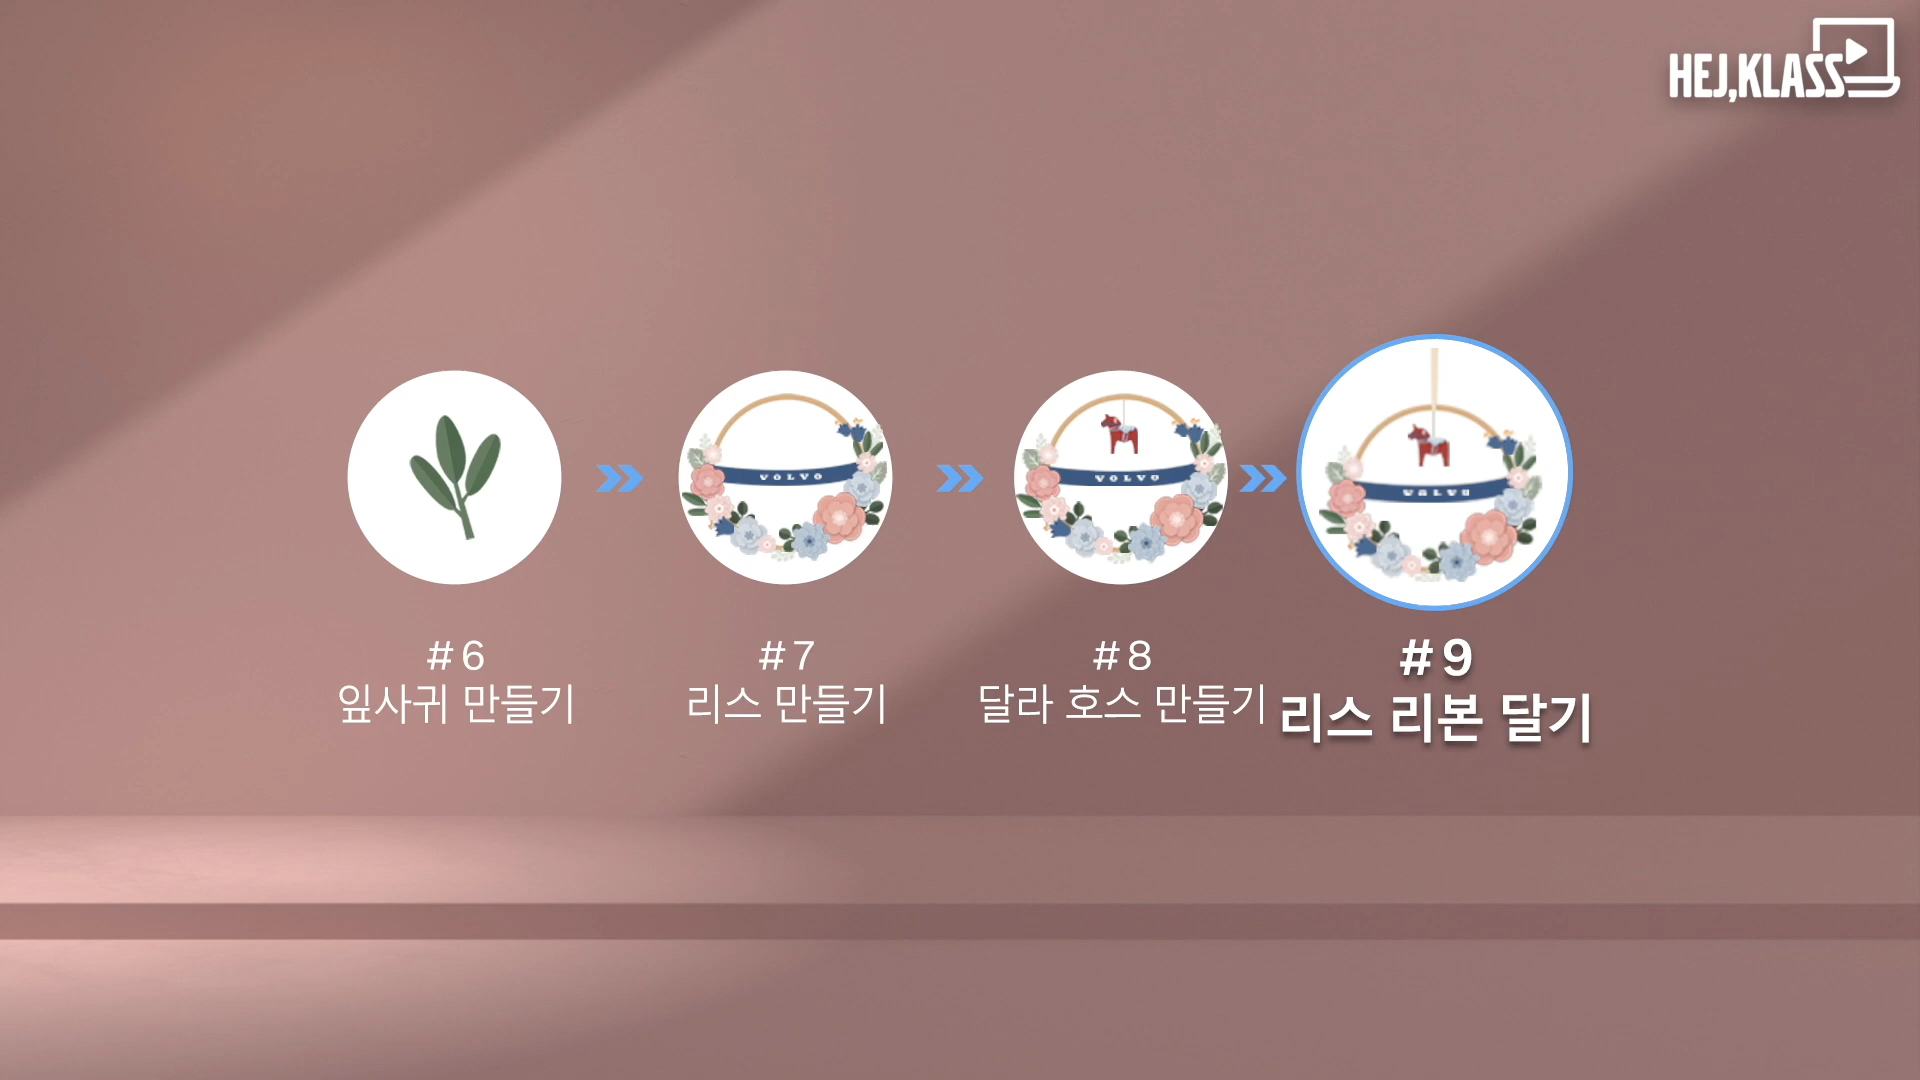 HEJ,KLASS
VOLVO
VOLVO
VOLVO
#6
잎사귀 만들기
#7
리스 만들기
#8
달라 호스 만들기
#9
리스 리본 달기